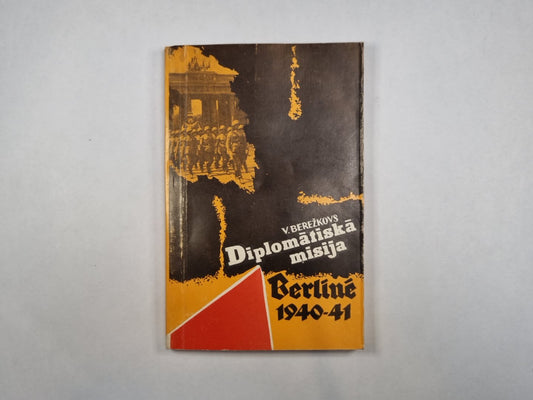 V. BEREŽKOVS
Diplomātiskā
misija
Berlīnē
1940-41